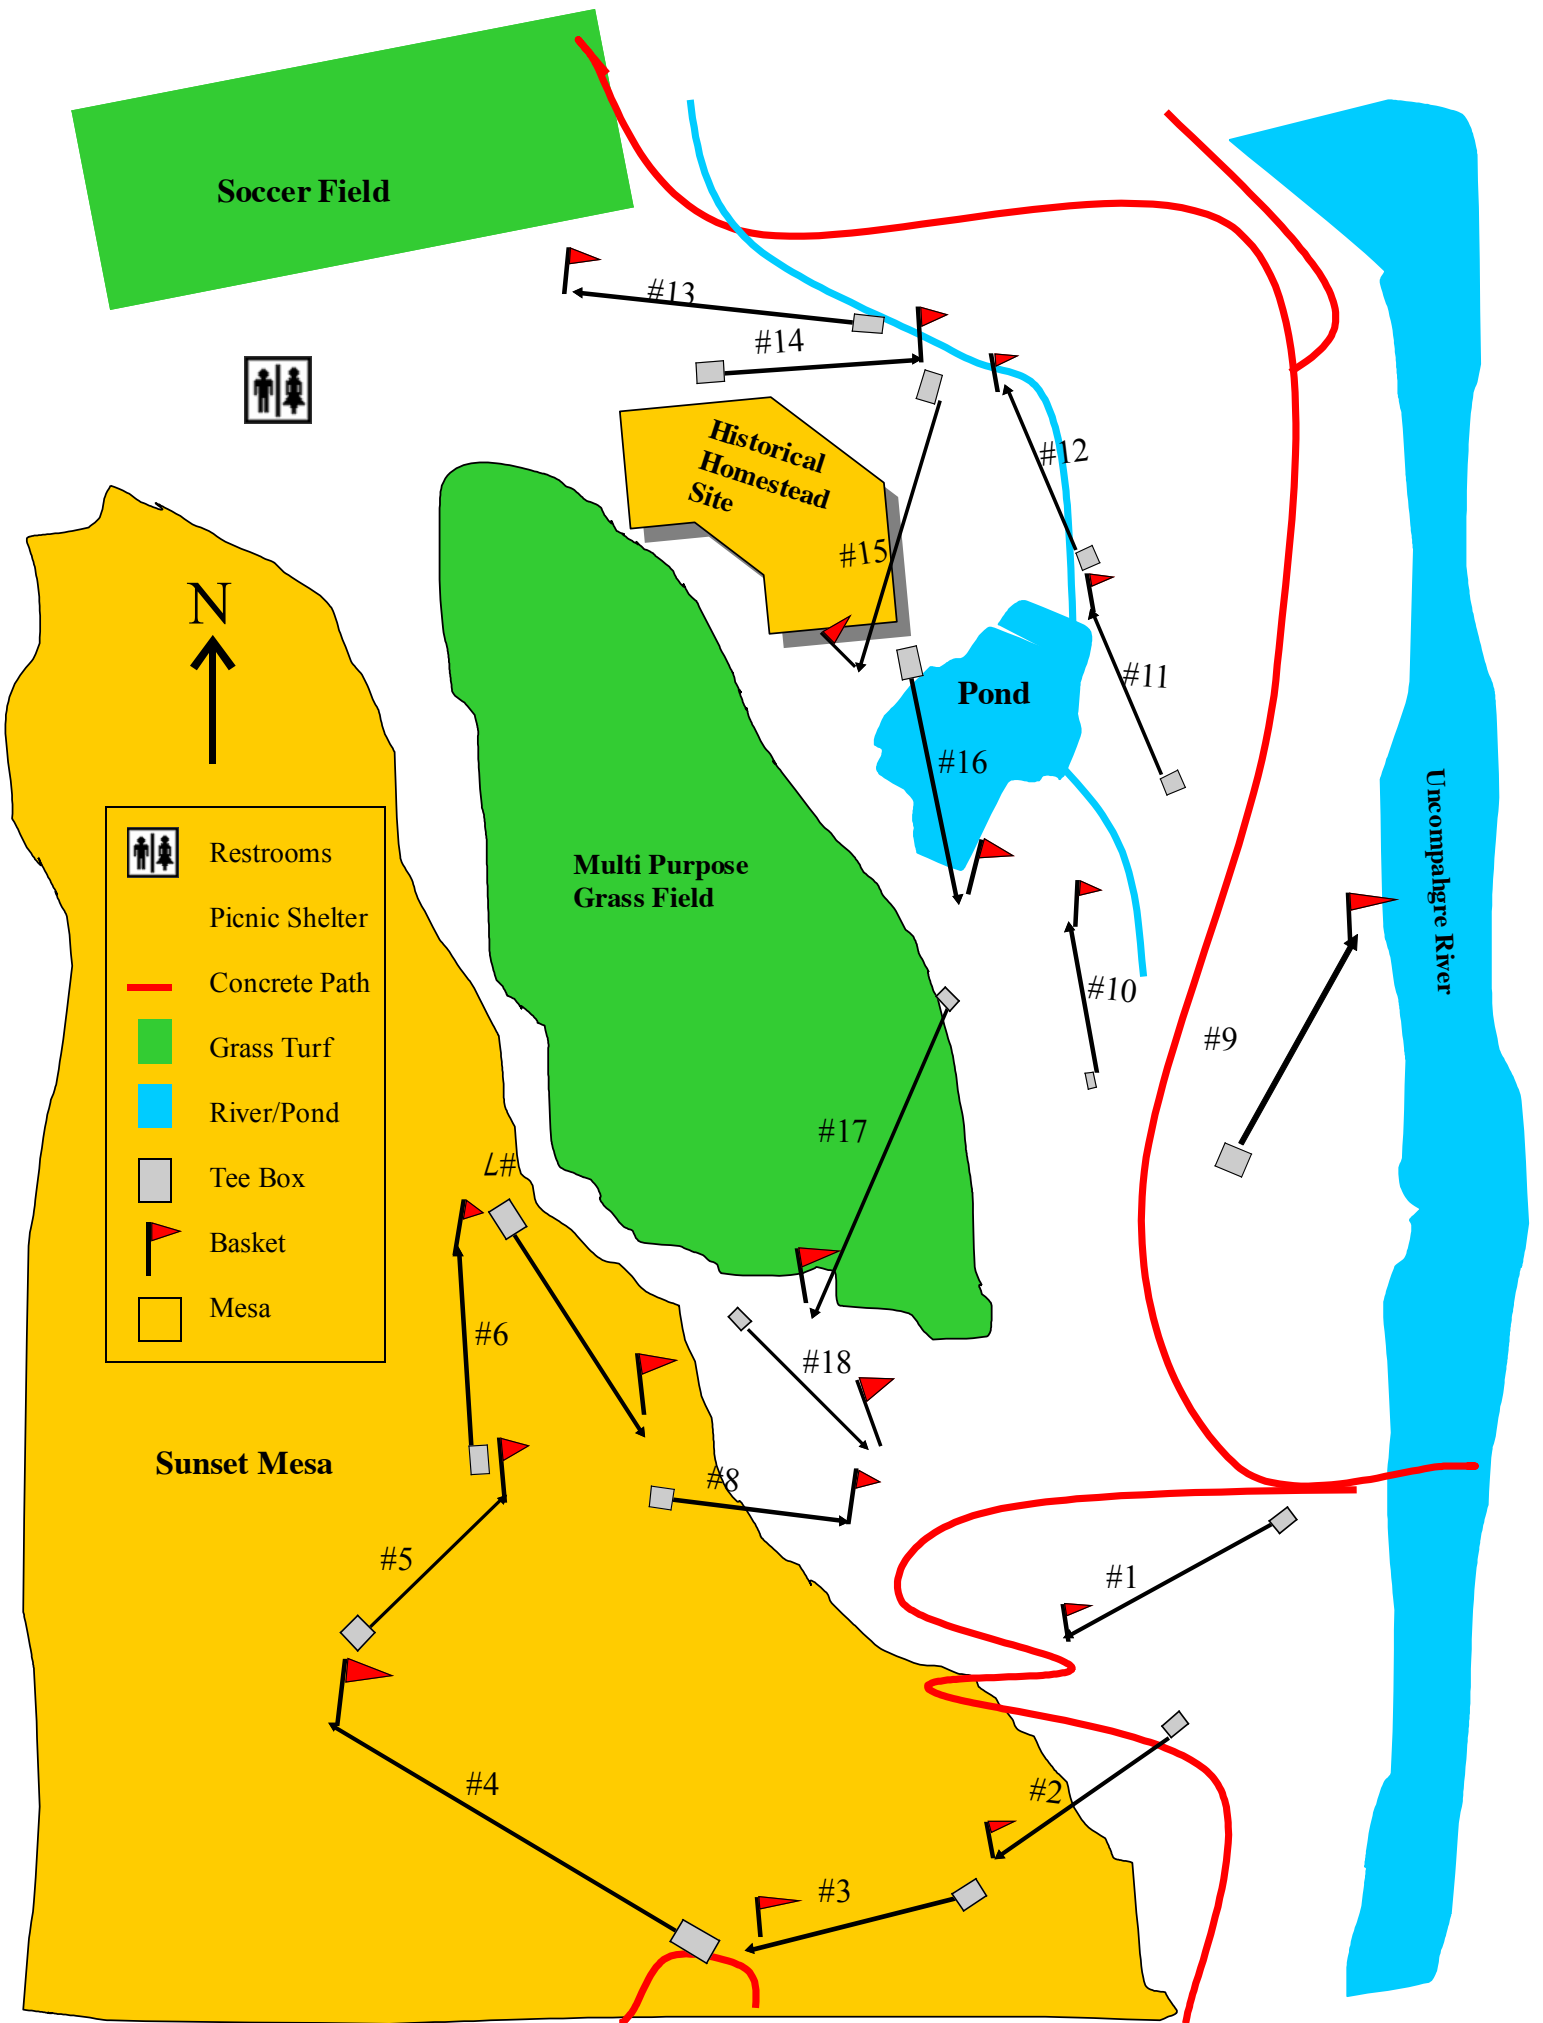 Soccer Field
#13
#14
Historical
Homestead
Site
#12
#15
N
#11
Pond
#16
Uncompahgre River
Restrooms
Picnic Shelter
Concrete Path
Grass Turf
River/Pond
Tee Box
Basket
Mesa
Multi Purpose
Grass Field
#10
#9
#17
#7
#6
#18
Sunset Mesa
#8
#5
#1
#4
#2
#3